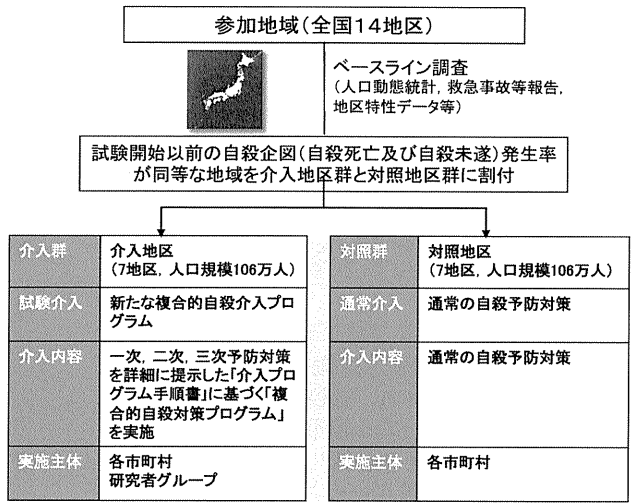 参加地域(全国14地区)
ベースライン調査
(人口動態統計, 救急事故等報告,
地区特性データ等)
試験開始以前の自殺企図(自殺死亡及び自殺未遂)発生率
が同等な地域を介入地区群と対照地区群に割付
介入群
介入地区
(7地区, 人口規模106万人)
試験介入
新たな複合的自殺介入プロ
グラム
介入内容
一次, 二次, 三次予防対策
を詳細に提示した「介入プロ
グラム手順書」に基づく「複
合的自殺対策プログラム」
を実施
実施主体
各市町村
研究者グループ
対照群
対照地区
(7地区, 人口規模106万人)
通常介入
通常の自殺予防対策
介入内容
通常の自殺予防対策
実施主体
各市町村